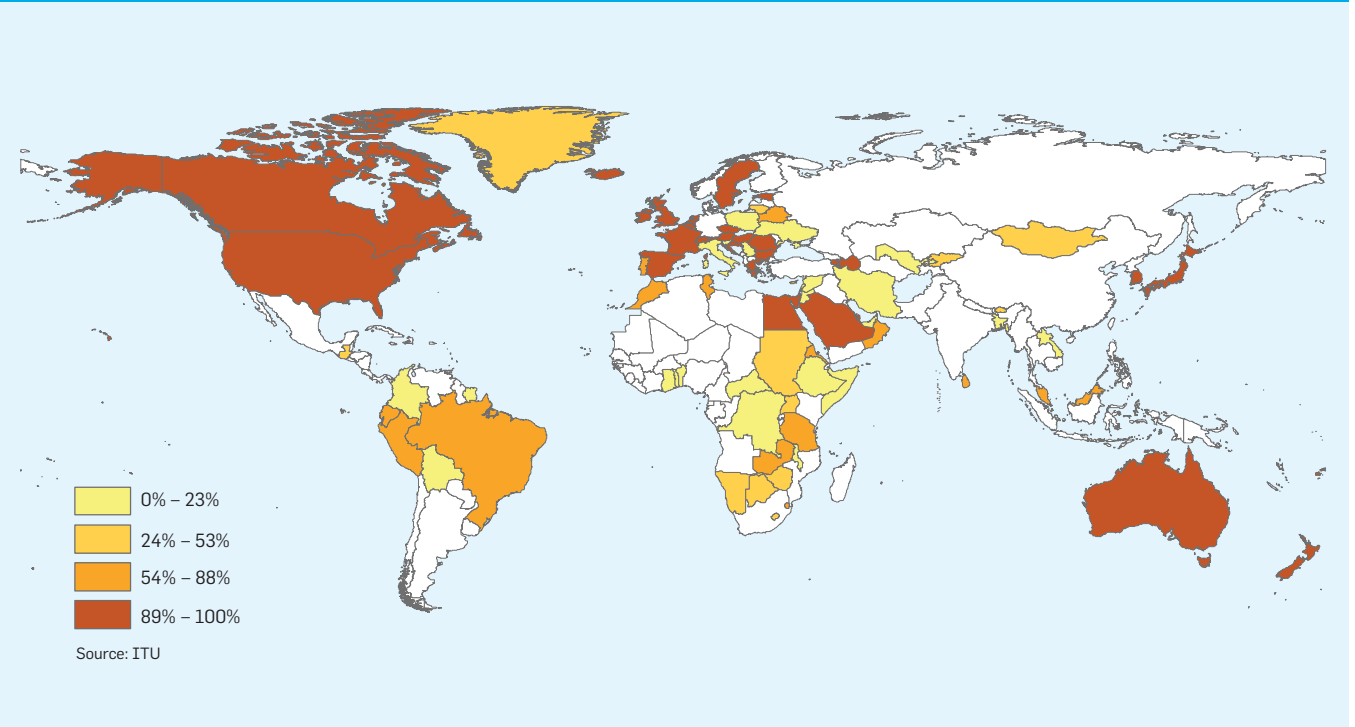 0% – 23%
24% – 53%
54% – 88%
89% – 100%
Source: ITU